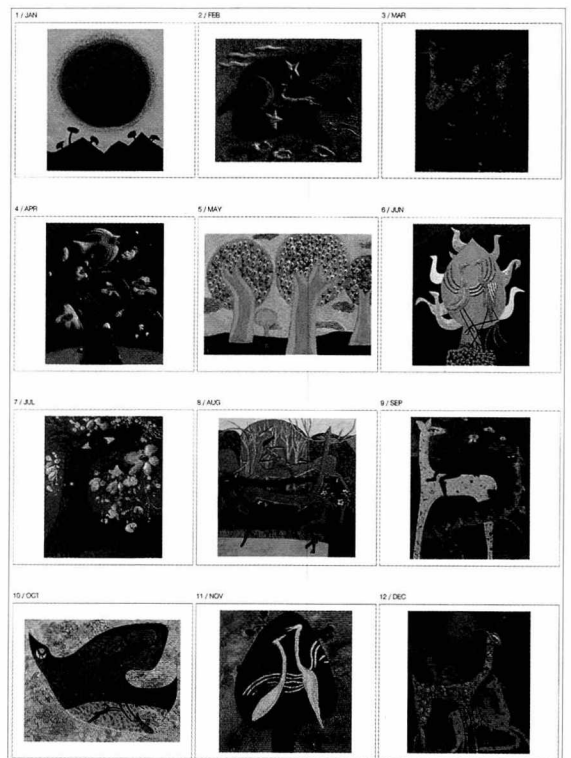 1 / JAN
2 / FEB
3 / MAR
4 / APR
5 / MAY
6 / JUN
7 / JUL
8 / AUG
9 / SEP
10 / OCT
11 / NOV
12 / DEC